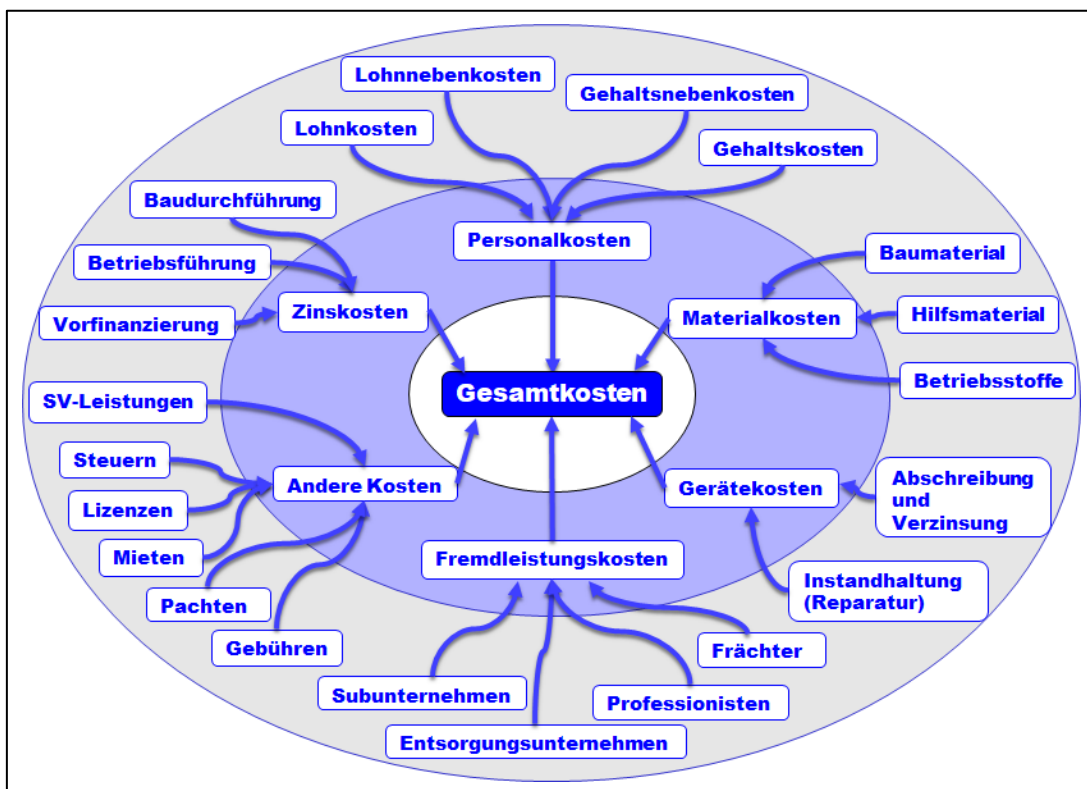 Lohnnebenkosten
Gehaltsnebenkosten
Lohnkosten
Gehaltskosten
Baudurchführung
Personalkosten
Baumaterial
Betriebsführung
Zinskosten
Vorfinanzierung
Materialkosten
Hilfsmaterial
Gesamtkosten
Betriebsstoffe
SV-Leistungen
Steuern
Andere Kosten
Gerätekosten
Abschreibung
und
Verzinsung
Lizenzen
Mieten
Fremdleistungskosten
Instandhaltung
(Reparatur)
Pachten
Gebühren
Frächter
Subunternehmen
Professionisten
Entsorgungsunternehmen